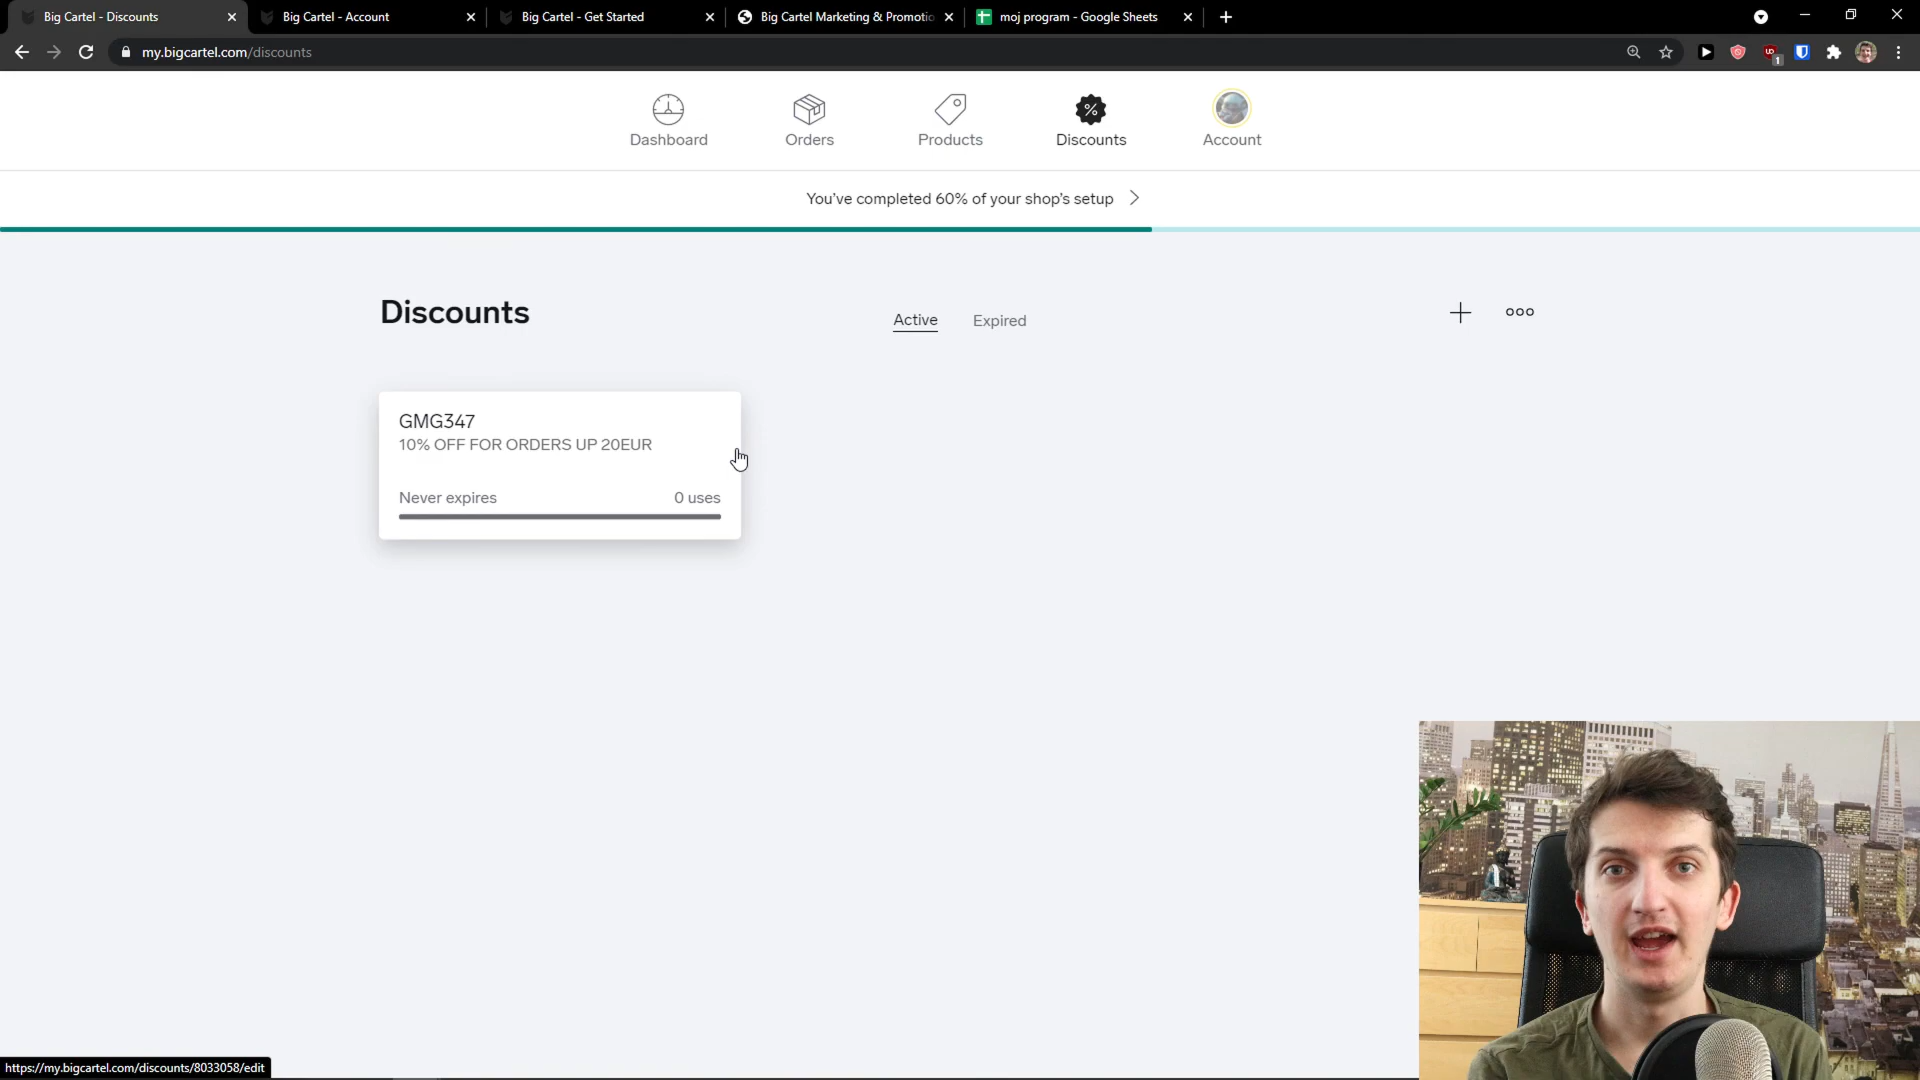 Big Cartel - Discounts
Big Cartel - Account
Big Cartel - Get Started
Big Cartel Marketing & Promotio
moj program - Google Sheets
my.bigcartel.com/discounts
1
Dashboard
Orders
Products
Discounts
Account
You've completed 60% of your shop's setup
Discounts
Active
Expired
GMG347
10% OFF FOR ORDERS UP 20EUR
Never expires
0 uses
https://my.bigcartel.com/discounts/8033058/edit